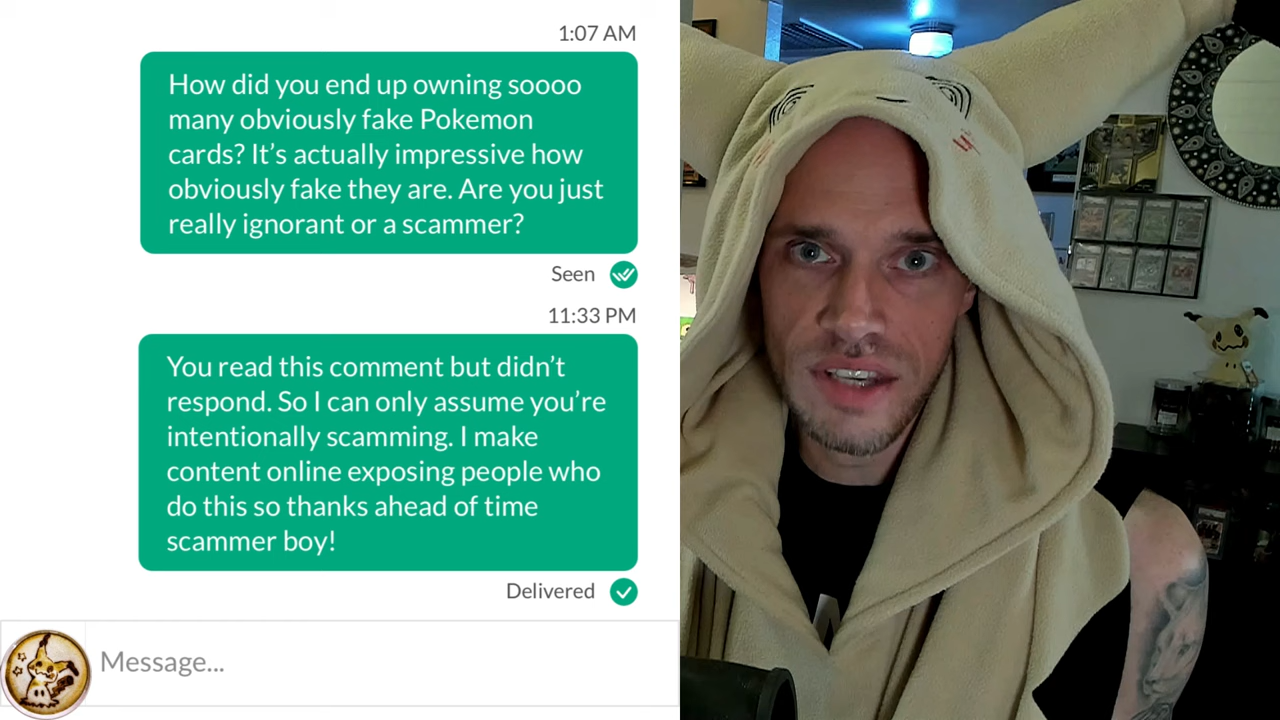 1:07 AM
How did you end up owning soooo
many obviously fake Pokemon
cards? It’s actually impressive how
obviously fake they are. Are you just
really ignorant or a scammer?
Seen
11:33 PM
You read this comment but didn’t
respond. So I can only assume you’re
intentionally scamming. I make
content online exposing people who
do this so thanks ahead of time
scammer boy!
Delivered
Message...